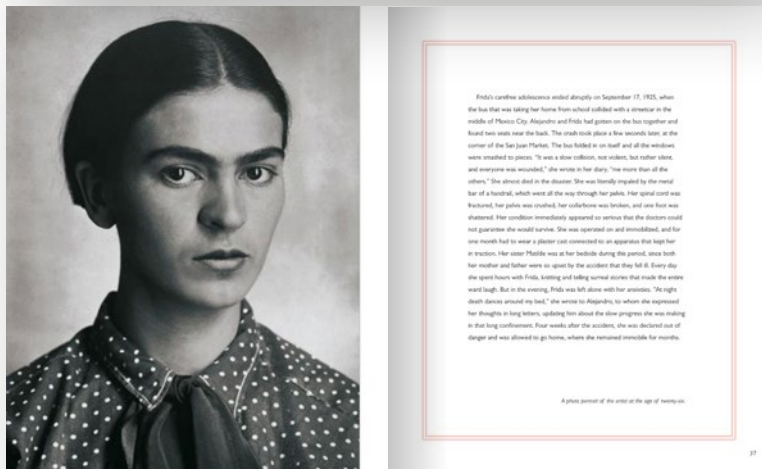 Frida's carefree adolescence ended abruptly on September 17, 1925, when
the bus that was taking her home from school collided with a streetcar in the
middle of Mexico City. Alejandro and Frida had gotten on the bus together and
found two seats near the back. The crash took place a few seconds later, at the
corner of the San Juan Market. The bus folded in on itself and all the windows
were smashed to pieces. "It was a slow collision, not violent, but rather silent,
and everyone was wounded," she wrote in her diary, "me more than all the
others." She almost died in the disaster. She was literally impaled by the metal
bar of a handrail, which went all the way through her pelvis. Her spinal cord was
fractured, her pelvis was crushed, her collarbone was broken, and one foot was
shattered. Her condition immediately appeared so serious that the doctors could
not guarantee she would survive. She was operated on and immobilized, and for
one month had to wear a plaster cast connected to an apparatus that kept her
in traction. Her sister Matilde was at her bedside during this period, since both
her mother and father were so upset by the accident that they fell ill. Every day
she spent hours with Frida, knitting and telling surreal stories that made the entire
ward laugh. But in the evening, Frida was left alone with her anxieties. "At night
death dances around my bed," she wrote to Alejandro, to whom she expressed
her thoughts in long letters, updating him about the slow progress she was making
in that long confinement. Four weeks after the accident, she was declared out of
danger and was allowed to go home, where she remained immobile for months.
A photo portrait of the artist at the age of twenty-six.
37